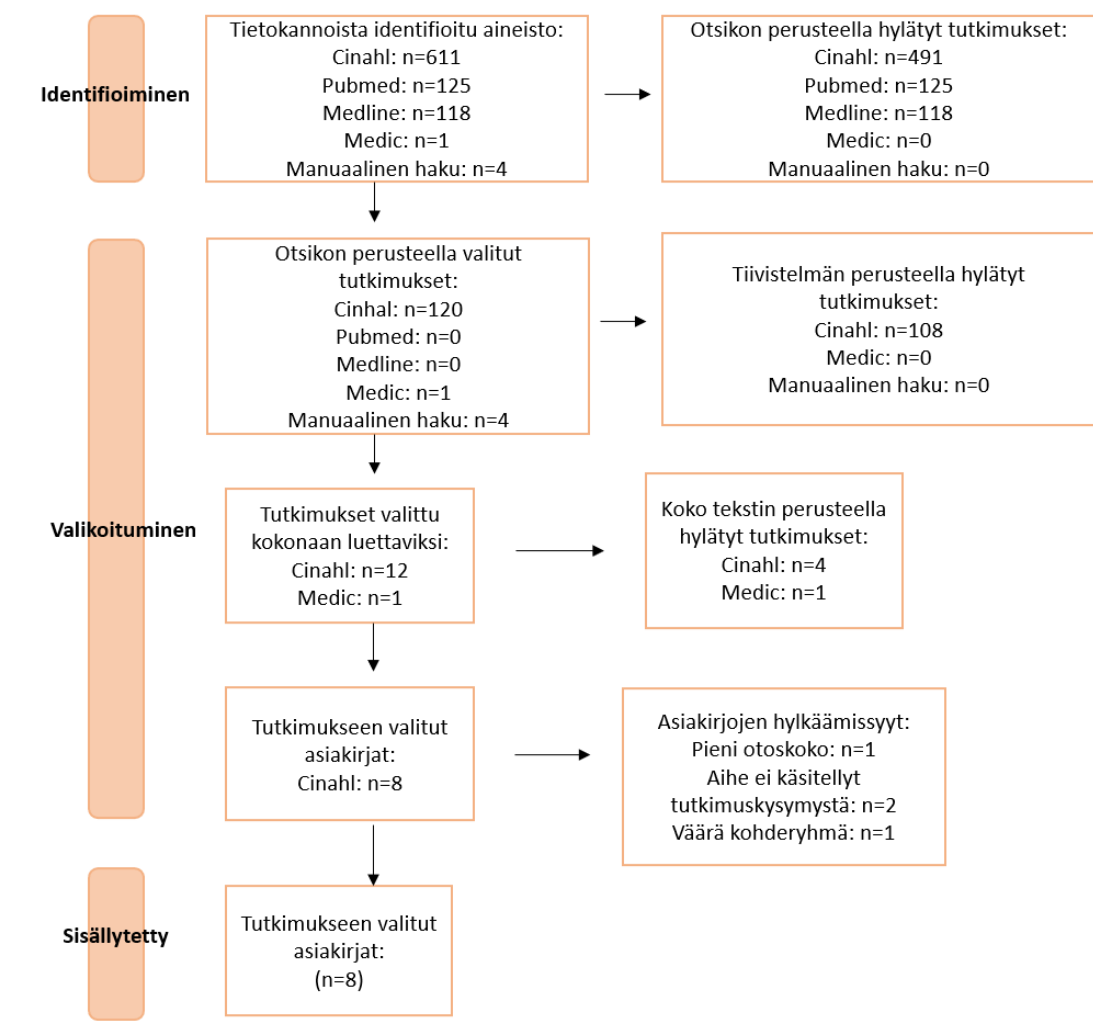 Identifioiminen
Tietokannoista identifioitu aineisto:
Cinahl: n=611
Pubmed: n=125
Medline: n=118
Medic: n=1
Manuaalinen haku: n=4
Otsikon perusteella hylätyt tutkimukset:
Cinahl: n=491
Pubmed: n=125
Medline: n=118
Medic: n=0
Manuaalinen haku: n=0
Valikoituminen
Otsikon perusteella valitut
tutkimukset:
Cinhal: n=120
Pubmed: n=0
Medline: n=0
Medic: n=1
Manuaalinen haku: n=4
Tiivistelmän perusteella hylätyt
tutkimukset:
Cinahl: n=108
Medic: n=0
Manuaalinen haku: n=0
Tutkimukset valittu
kokonaan luettaviksi:
Cinahl: n=12
Medic: n=1
Koko tekstin perusteella
hylätyt tutkimukset:
Cinahl: n=4
Medic: n=1
Tutkimukseen valitut
asiakirjat:
Cinahl: n=8
Asiakirjojen hylkäämissyyt:
Pieni otoskoko: n=1
Aihe ei käsitellyt
tutkimuskysymystä: n=2
Väärä kohderyhmä: n=1
Sisällytetty
Tutkimukseen valitut
asiakirjat:
(n=8)